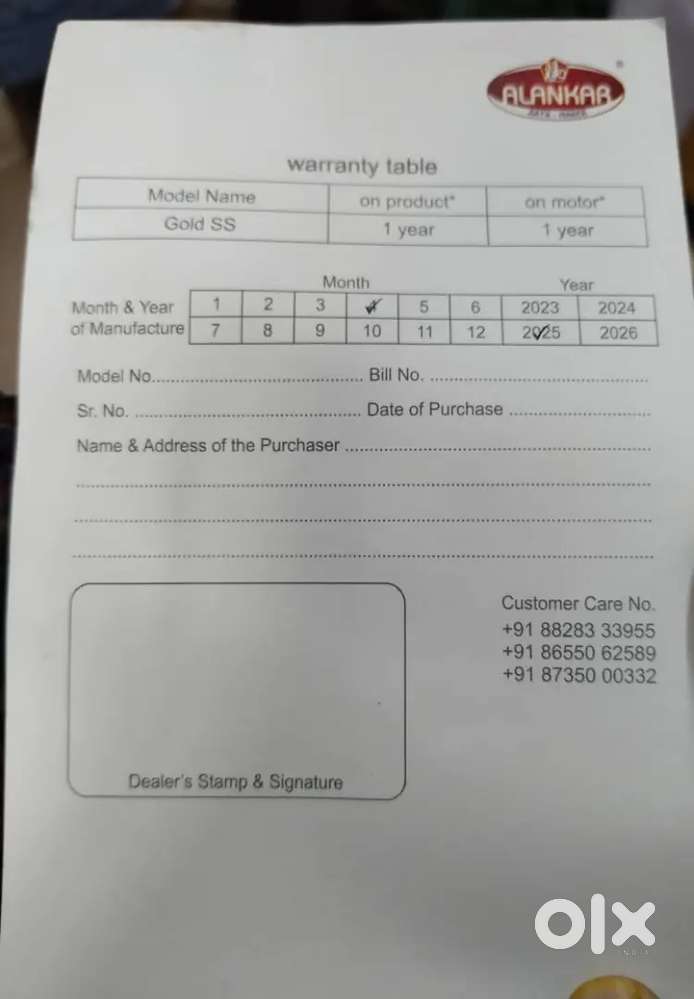 ALANKAR
warranty table
Model Name on product* on motor*
Gold SS 1 year 1 year
Month Year
Month & Year of Manufacture
1 2 3 4 5 6 2023 2024
7 8 9 10 11 12 2025 2026
Model No. Bill No.
Sr. No. Date of Purchase
Name & Address of the Purchaser
Customer Care No.
+91 88283 33955
+91 86550 62589
+91 87350 00332
Dealer's Stamp & Signature
olx
INDIA